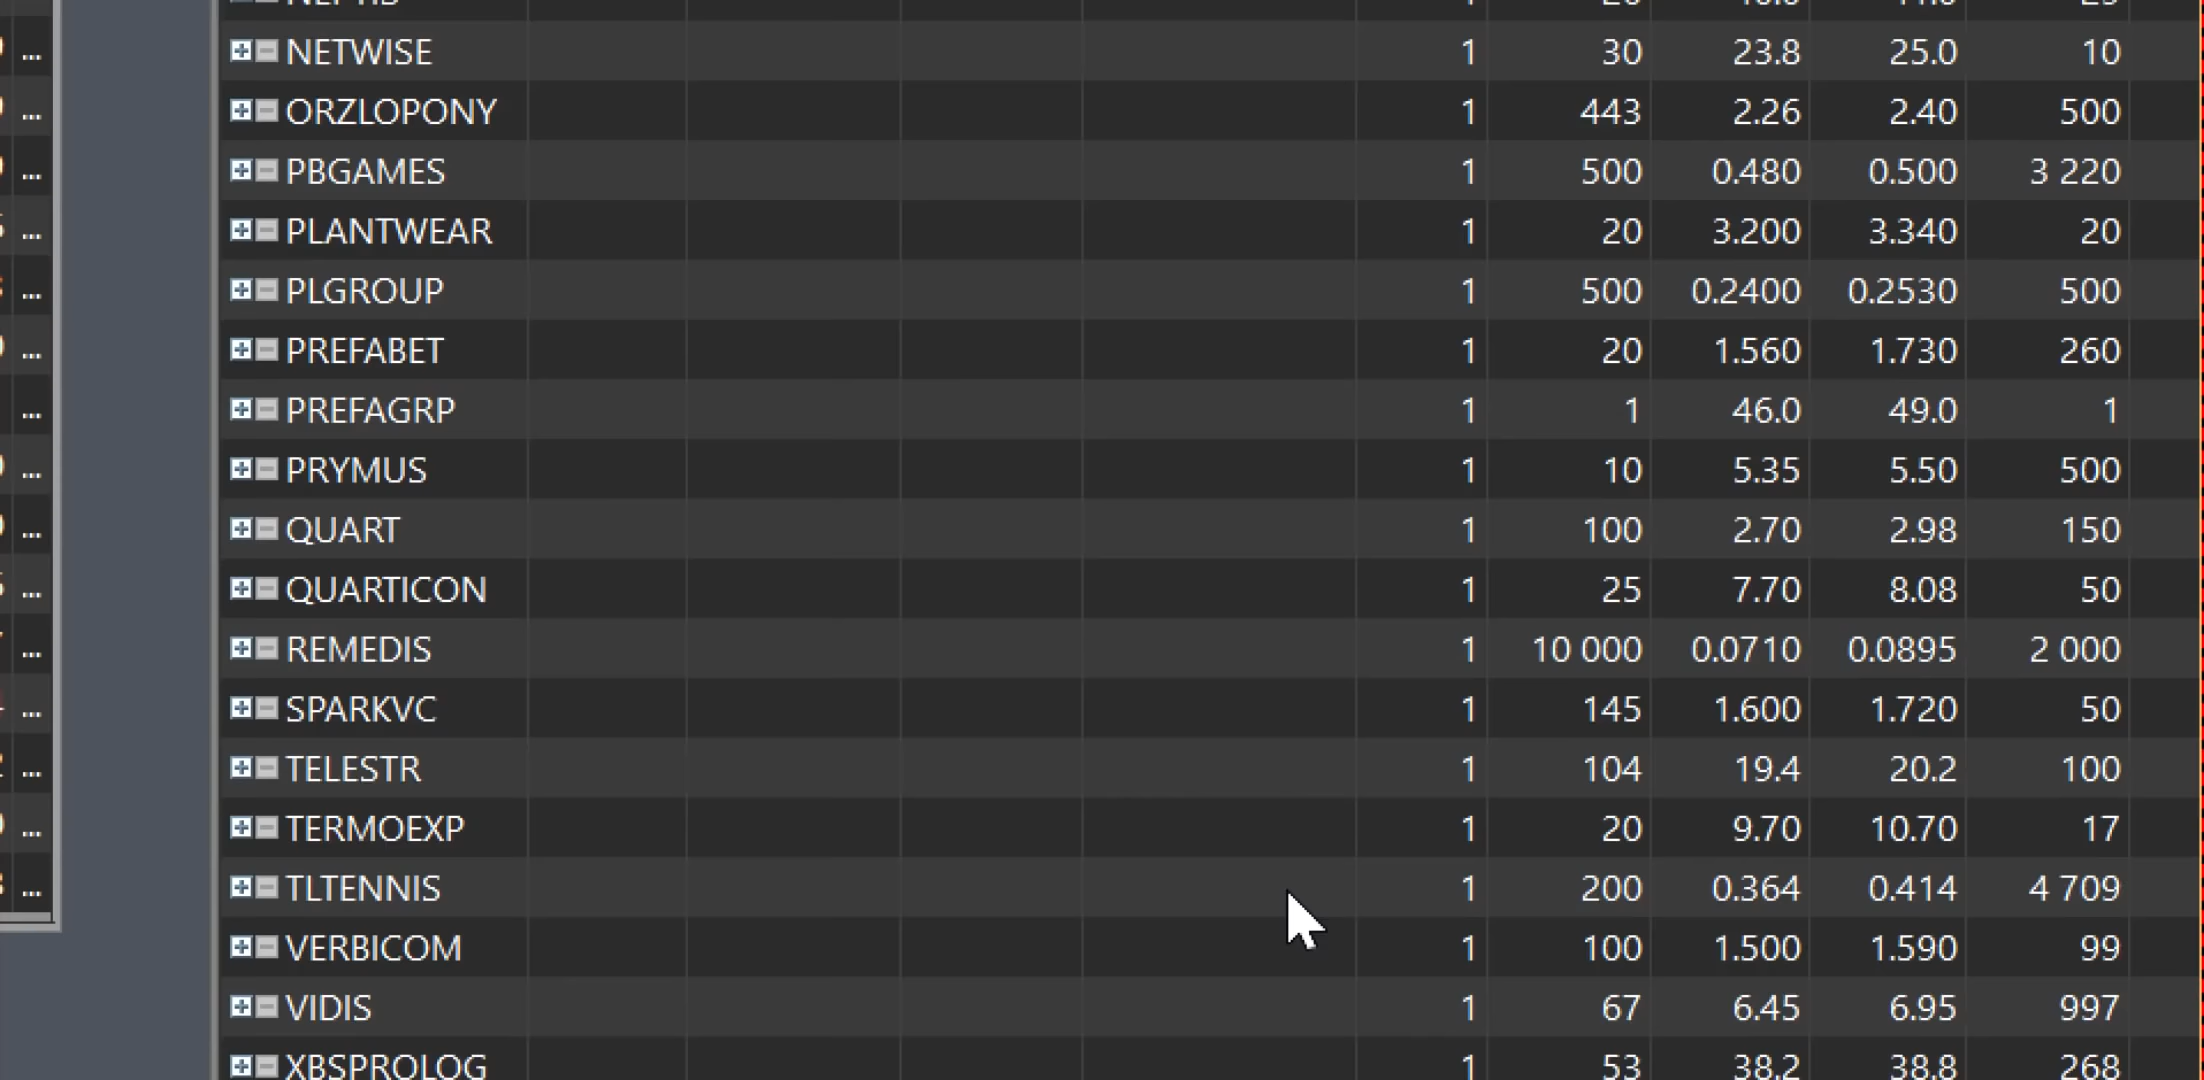 NETWISE 1 30 23.8 25.0 10
ORZLOPONY 1 443 2.26 2.40 500
PBGAMES 1 500 0.480 0.500 3 220
PLANTWEAR 1 20 3.200 3.340 20
PLGROUP 1 500 0.2400 0.2530 500
PREFABET 1 20 1.560 1.730 260
PREFAGRP 1 1 46.0 49.0 1
PRYMUS 1 10 5.35 5.50 500
QUART 1 100 2.70 2.98 150
QUARTICON 1 25 7.70 8.08 50
REMEDIS 1 10 000 0.0710 0.0895 2 000
SPARKVC 1 145 1.600 1.720 50
TELESTR 1 104 19.4 20.2 100
TERMOEXP 1 20 9.70 10.70 17
TLTENNIS 1 200 0.364 0.414 4 709
VERBICOM 1 100 1.500 1.590 99
VIDIS 1 67 6.45 6.95 997
XBSPROLOG 1 53 38.2 38.8 268